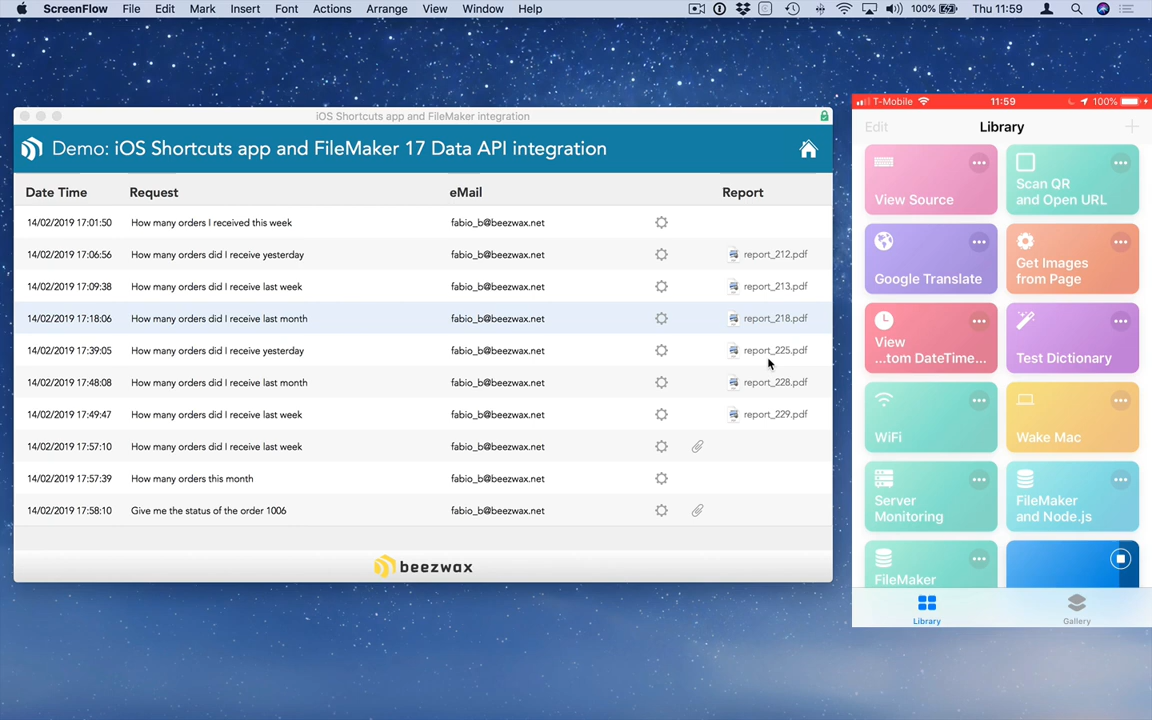 ScreenFlow File Edit Mark Insert Font Actions Arrange View Window Help 100% Thu 11:59
iOS Shortcuts app and FileMaker integration
Demo: iOS Shortcuts app and FileMaker 17 Data API integration
Date Time Request eMail Report
14/02/2019 17:01:50 How many orders I received this week fabio_b@beezwax.net
14/02/2019 17:06:56 How many orders did I receive yesterday fabio_b@beezwax.net report_212.pdf
14/02/2019 17:09:38 How many orders did I receive last week fabio_b@beezwax.net report_213.pdf
14/02/2019 17:18:06 How many orders did I receive last month fabio_b@beezwax.net report_218.pdf
14/02/2019 17:39:05 How many orders did I receive yesterday fabio_b@beezwax.net report_225.pdf
14/02/2019 17:48:08 How many orders did I receive last month fabio_b@beezwax.net report_228.pdf
14/02/2019 17:49:47 How many orders did I receive last week fabio_b@beezwax.net report_229.pdf
14/02/2019 17:57:10 How many orders did I receive last week fabio_b@beezwax.net
14/02/2019 17:57:39 How many orders this month fabio_b@beezwax.net
14/02/2019 17:58:10 Give me the status of the order 1006 fabio_b@beezwax.net
beezwax
T-Mobile 11:59 100%
Edit Library
View Source
Scan QR
and Open URL
Google Translate
Get Images
from Page
View
...tom DateTime...
Test Dictionary
WiFi
Wake Mac
Server
Monitoring
FileMaker
and Node.js
FileMaker
Library Gallery